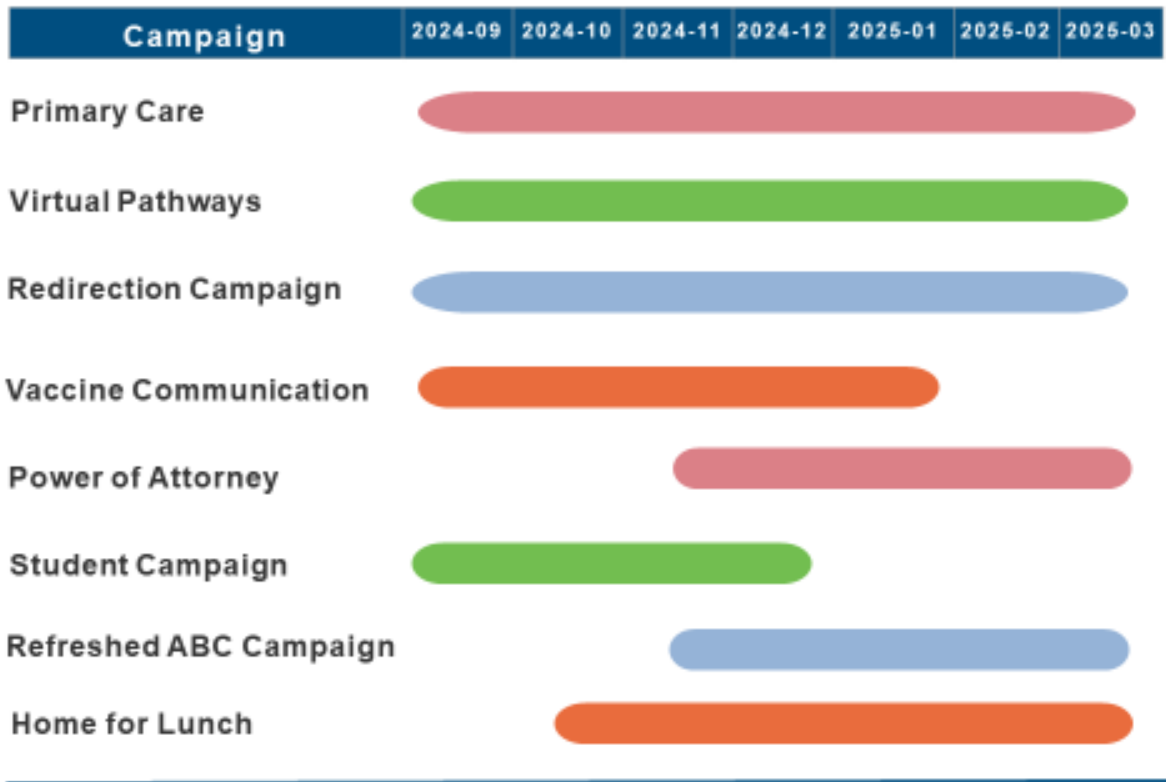 Campaign 2024-09 2024-10 2024-11 2024-12 2025-01 2025-02 2025-03
Primary Care
Virtual Pathways
Redirection Campaign
Vaccine Communication
Power of Attorney
Student Campaign
Refreshed ABC Campaign
Home for Lunch